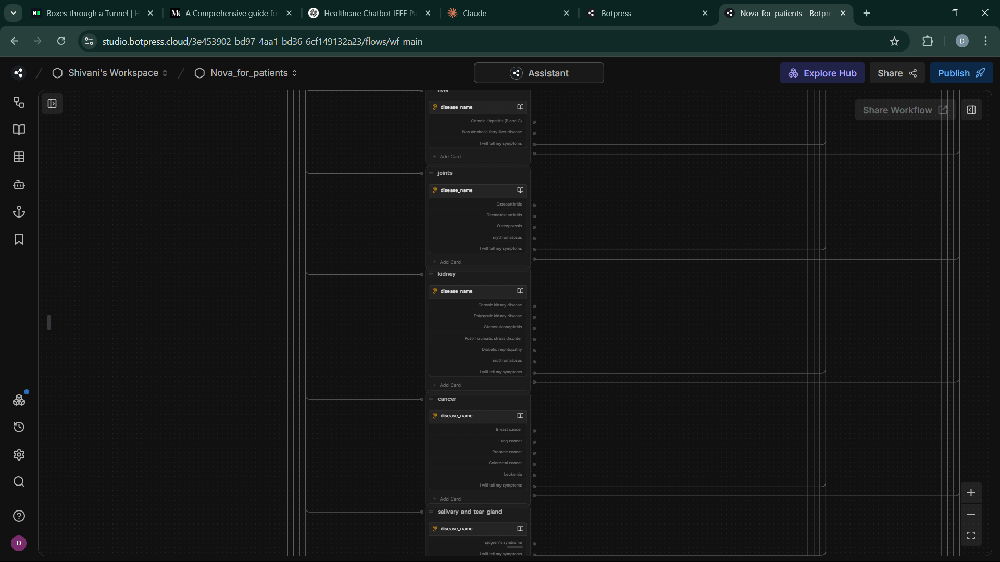 Boxes through a Tunnel | H
A Comprehensive guide fo
Healthcare Chatbot IEEE Pa
Claude
Botpress
Nova_for_patients - Botpre
studio.botpress.cloud/3e453902-bd97-4aa1-bd36-6cf149132a23/flows/wf-main
D
Shivani's Workspace
Nova_for_patients
Assistant
Explore Hub
Share
Publish
Share Workflow
liver
disease_name
Chronic Hepatitis (B and C)
Non alcoholic fatty liver disease
I will tell my symptoms
+ Add Card
joints
disease_name
Osteoarthritis
Rhematoid arthritis
Osteoporosis
Erythromatosus
I will tell my symptoms
+ Add Card
kidney
disease_name
Chronic kidney disease
Polysystic kidney disease
Glomeruloonephritis
Post-Traumatic stress disorder
Diabetic nephtopathy
Eruthromatosus
I will tell my symptoms
+ Add Card
cancer
disease_name
Breast cancer
Lung cancer
Prostate cancer
Colorectal cancer
Leukemia
I will tell my symptoms
+ Add Card
salivary_and_tear_gland
disease_name
sjogren's syndrome
I will tell my symptoms
D